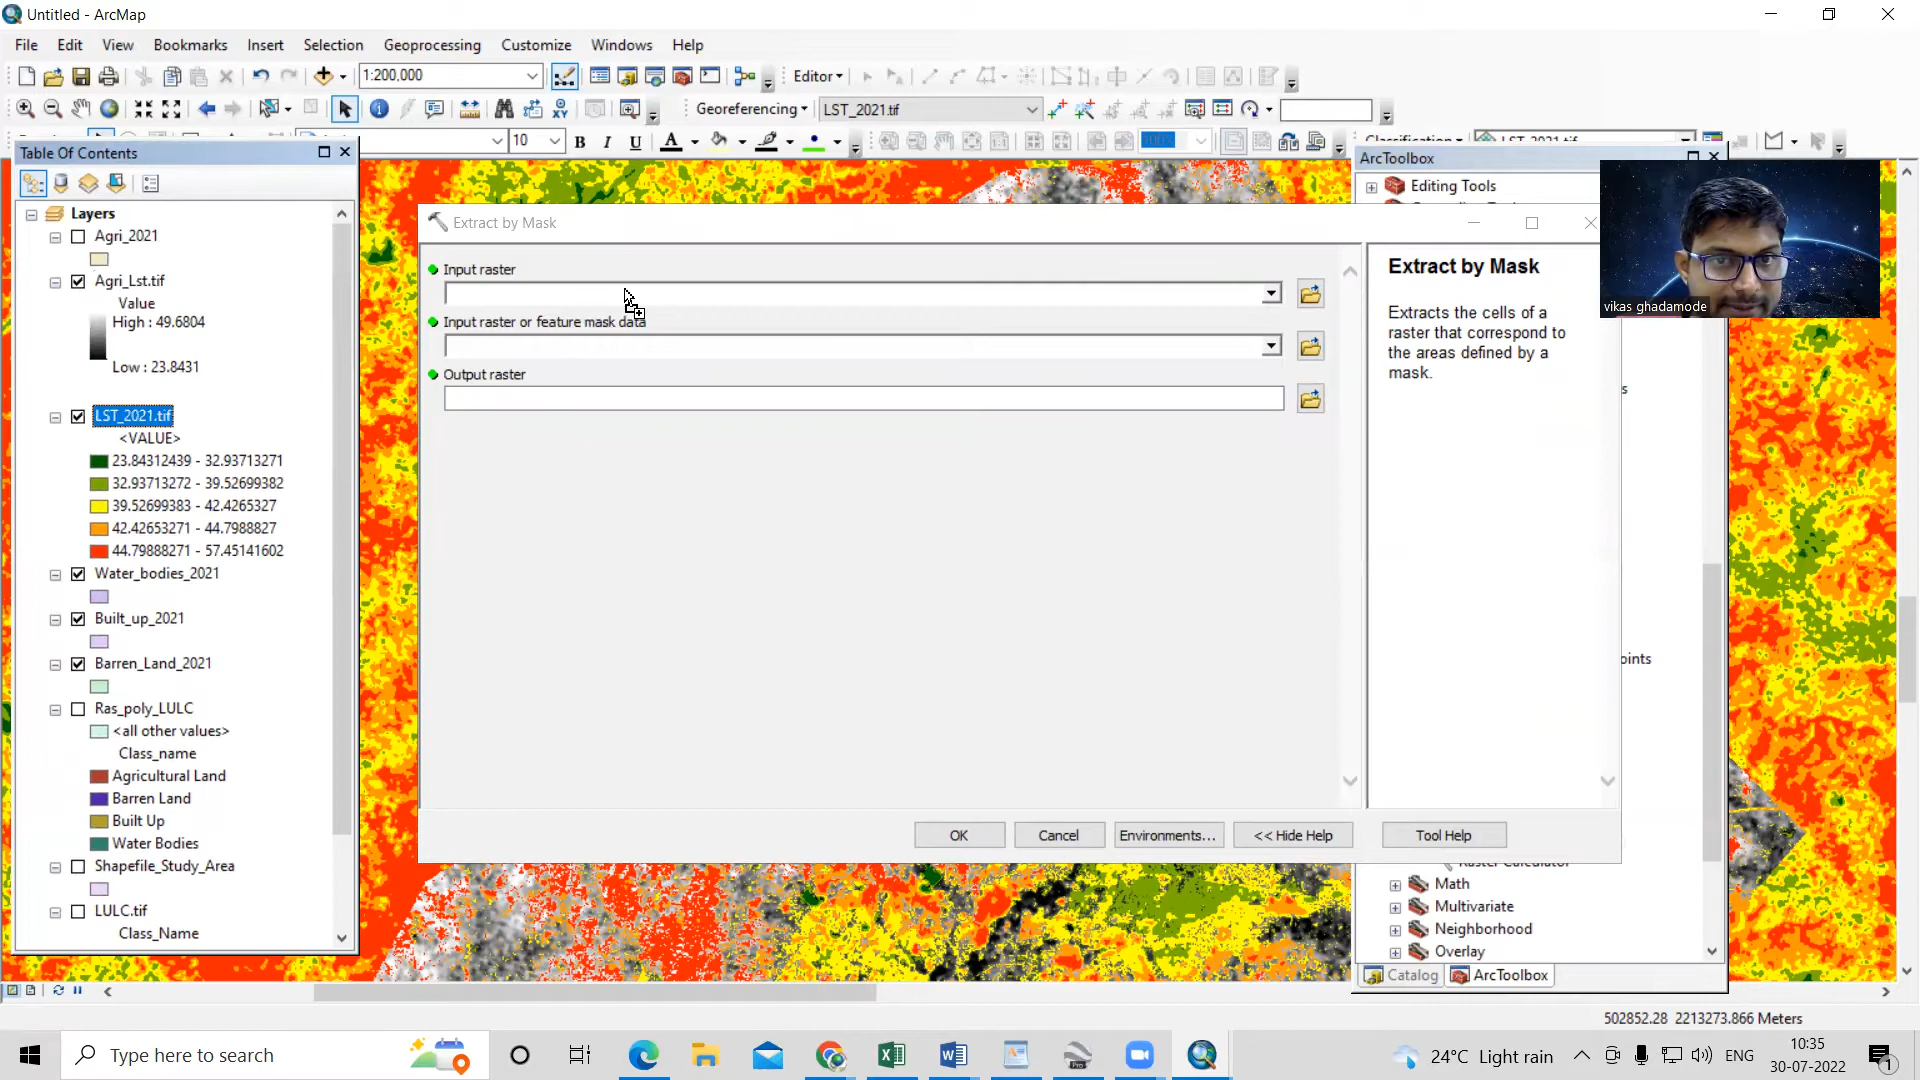 Untitled - ArcMap
File Edit View Bookmarks Insert Selection Geoprocessing Customize Windows Help
1:200,000
Editor
Georeferencing LST_2021.tif
10 B I U A
Table Of Contents
Layers
Agri_2021
Agri_Lst.tif
Value
High : 49.6804
Low : 23.8431
LST_2021.tif
<VALUE>
23.84312439 - 32.93713271
32.93713272 - 39.52699382
39.52699383 - 42.4265327
42.42653271 - 44.7988827
44.79888271 - 57.45141602
Water_bodies_2021
Built_up_2021
Barren_Land_2021
Ras_poly_LULC
<all other values>
Class_name
Agricultural Land
Barren Land
Built Up
Water Bodies
Shapefile_Study_Area
LULC.tif
Class_Name
Extract by Mask
Input raster
Input raster or feature mask data
Output raster
OK Cancel Environments... << Hide Help Tool Help
Extract by Mask
Extracts the cells of a
raster that correspond to
the areas defined by a
mask.
ArcToolbox
Editing Tools
vikas ghadamode
oints
Raster Calculator
Math
Multivariate
Neighborhood
Overlay
Catalog ArcToolbox
502852.28 2213273.866 Meters
Type here to search
24°C Light rain
ENG
10:35
30-07-2022
1